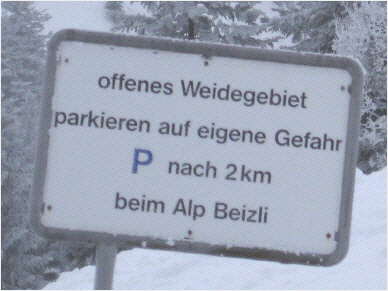 offenes Weidegebiet
parkieren auf eigene Gefahr
P nach 2km
beim Alp Beizli